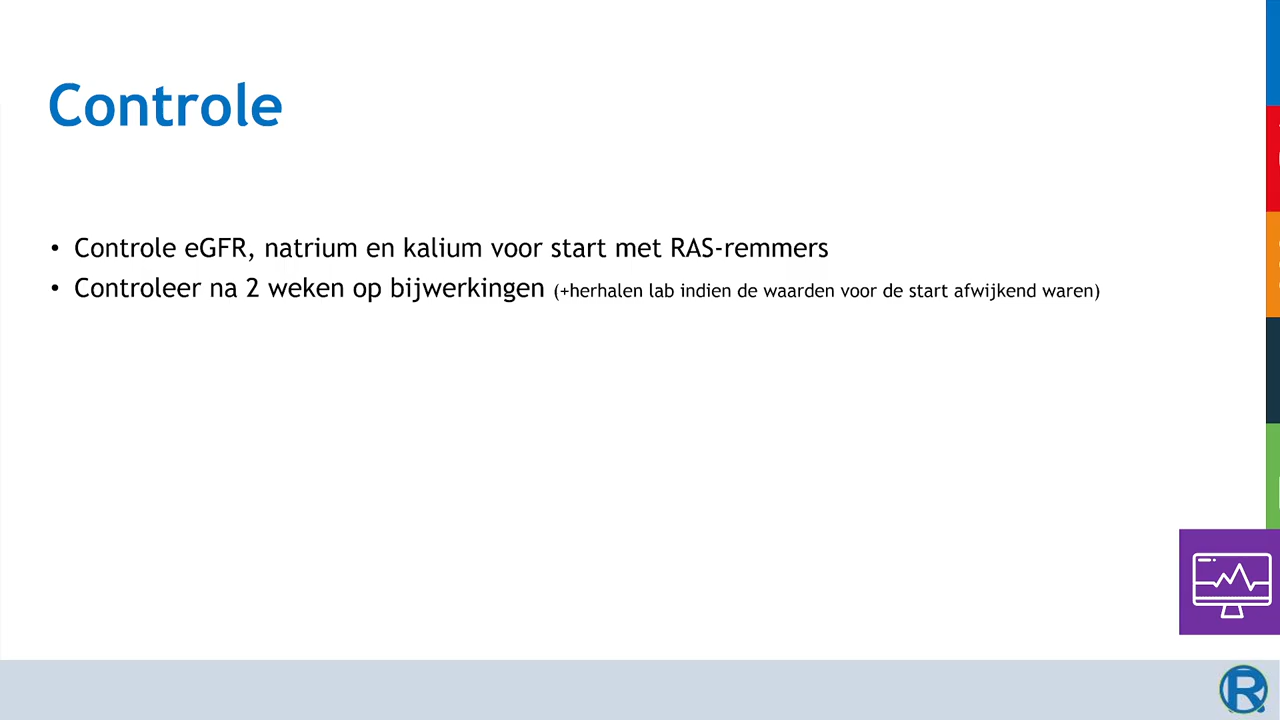 Controle
• Controle eGFR, natrium en kalium voor start met RAS-remmers
• Controleer na 2 weken op bijwerkingen (+herhalen lab indien de waarden voor de start afwijkend waren)
R